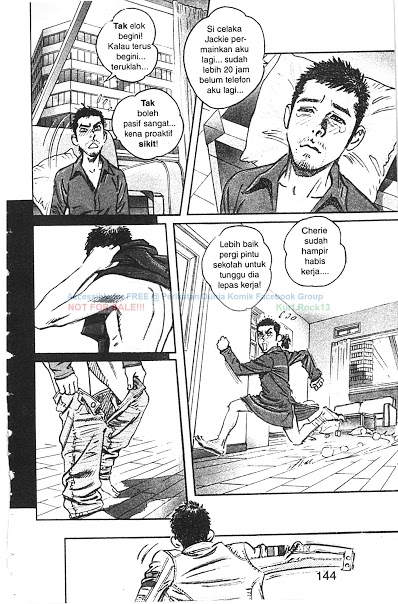 Tak elok
begini!
Kalau terus
begini...
teruklah...
Tak
boleh
pasif sangat...
kena proaktif
sikit!
Si celaka
Jackie per-
mainkan aku
lagi... sudah
lebih 20 jam
belum telefon
aku lagi...
Lebih baik
pergi pintu
sekolah untuk
tunggu dia
lepas kerja!
Cherie
sudah
hampir
habis
kerja....
NOT FOR SALE!!!
144